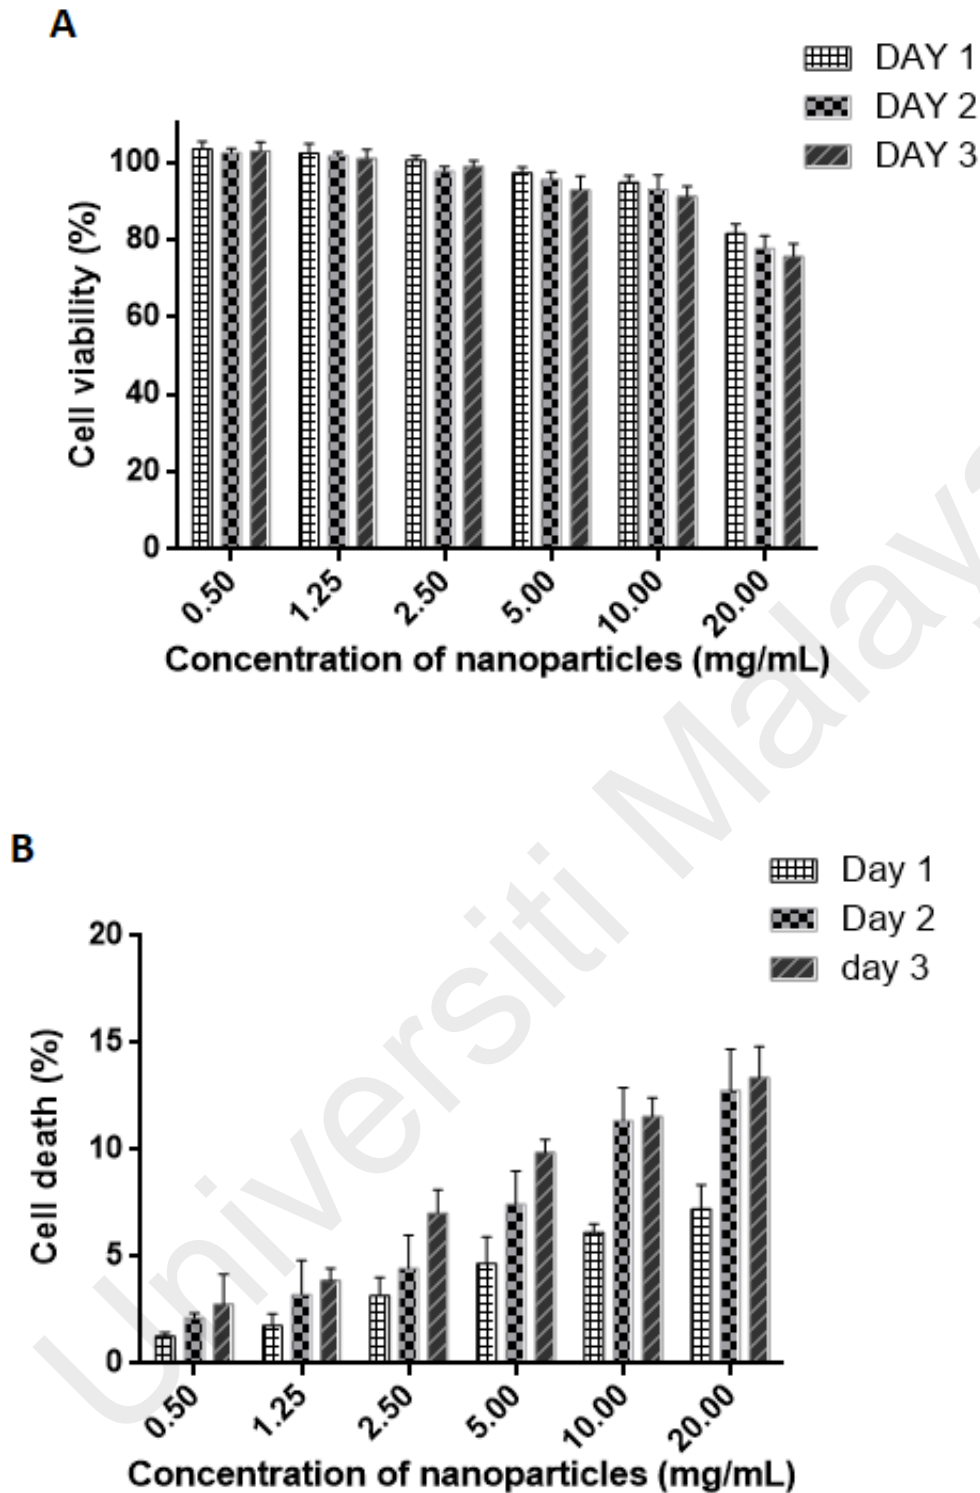 A
DAY 1
DAY 2
DAY 3
Cell viability (%)
100
80
60
40
20
0
0.50 1.25 2.50 5.00 10.00 20.00
Concentration of nanoparticles (mg/mL)
B
Day 1
Day 2
day 3
Cell death (%)
20
15
10
5
0
0.50 1.25 2.50 5.00 10.00 20.00
Concentration of nanoparticles (mg/mL)
Universiti Malaya